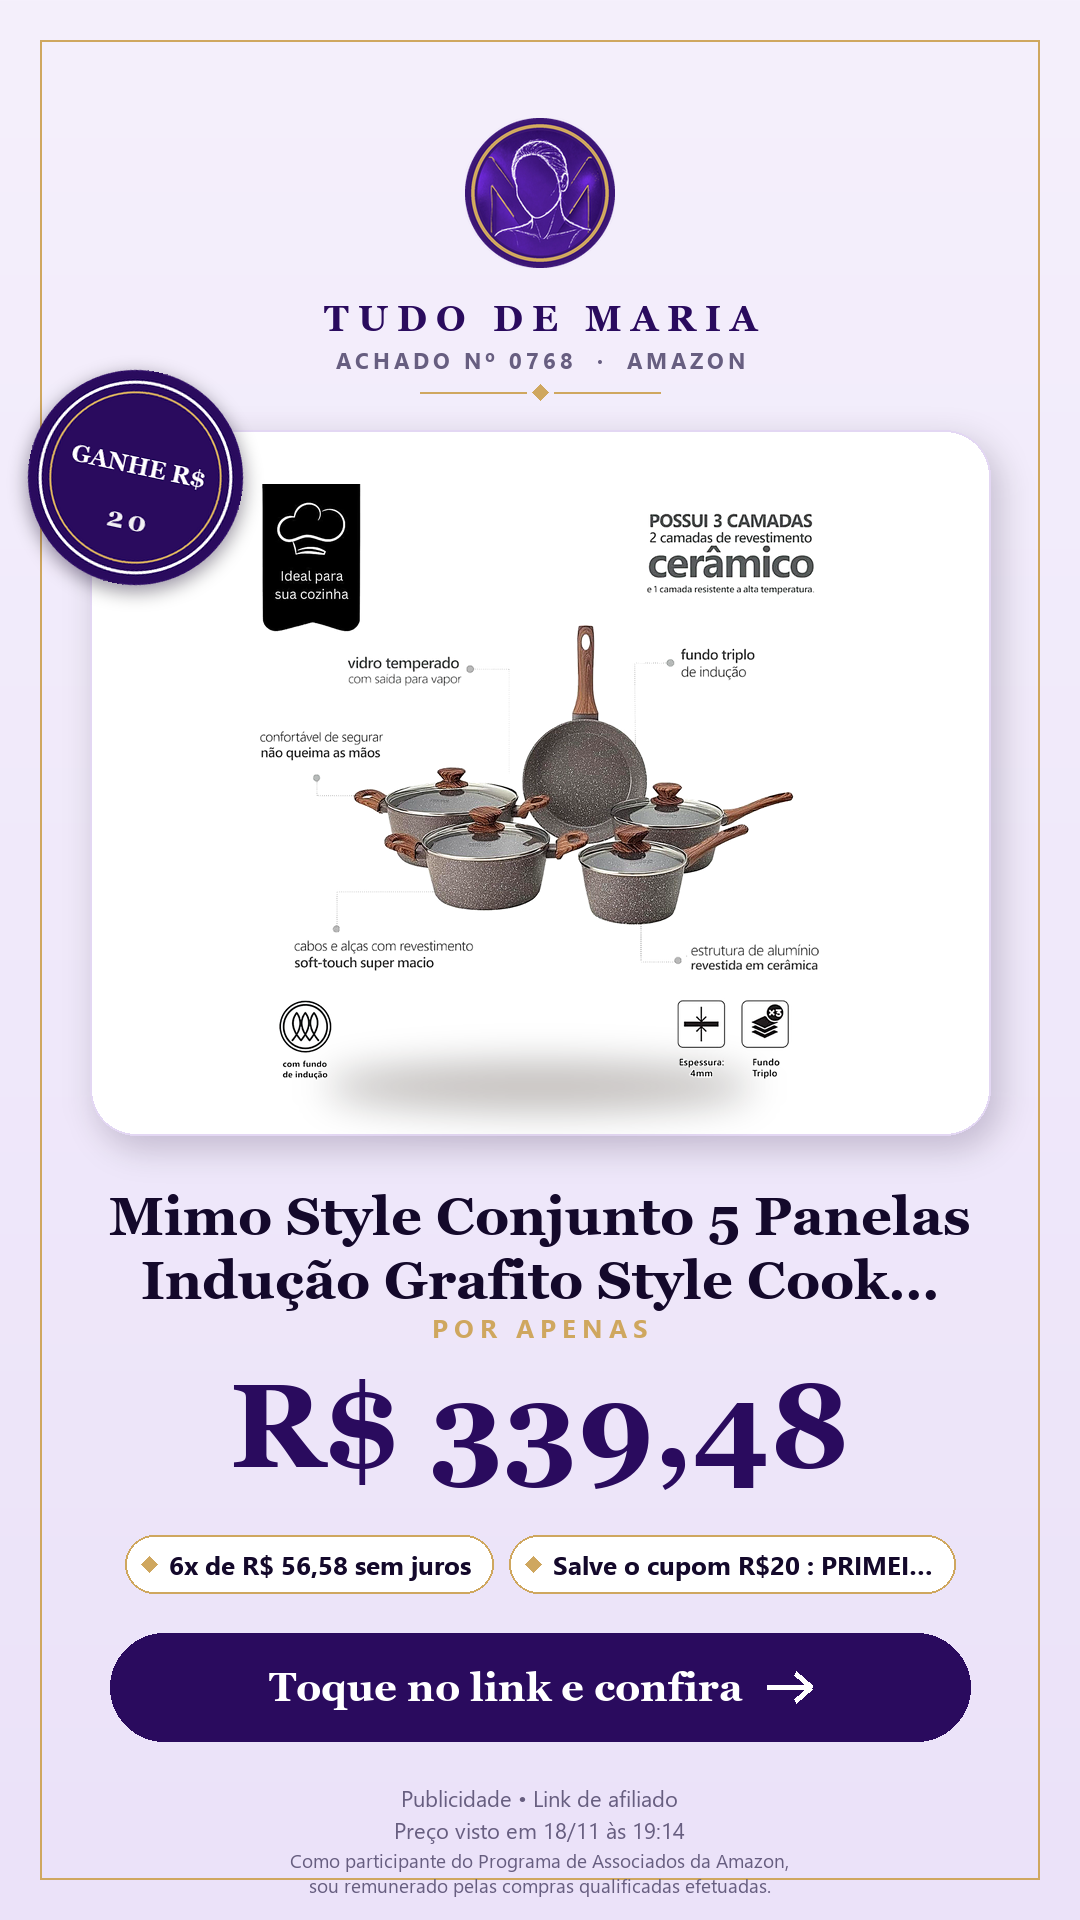 TUDO DE MARIA
ACHADO Nº 0768 · AMAZON
GANHE R$
20
Ideal para
sua cozinha
POSSUI 3 CAMADAS
2 camadas de revestimento
cerâmico
e 1 camada resistente a alta temperatura.
vidro temperado
com saida para vapor
fundo triplo
de indução
confortável de segurar
não queima as mãos
cabos e alças com revestimento
soft-touch super macio
estrutura de alumínio
revestida em cerâmica
com fundo
de indução
Espessura:
4mm
x3
Fundo
Triplo
Mimo Style Conjunto 5 Panelas
Indução Grafito Style Cook...
POR APENAS
R$ 339,48
6x de R$ 56,58 sem juros
Salve o cupom R$20 : PRIMEI...
Toque no link e confira →
Publicidade • Link de afiliado
Preço visto em 18/11 às 19:14
Como participante do Programa de Associados da Amazon,
sou remunerado pelas compras qualificadas efetuadas.